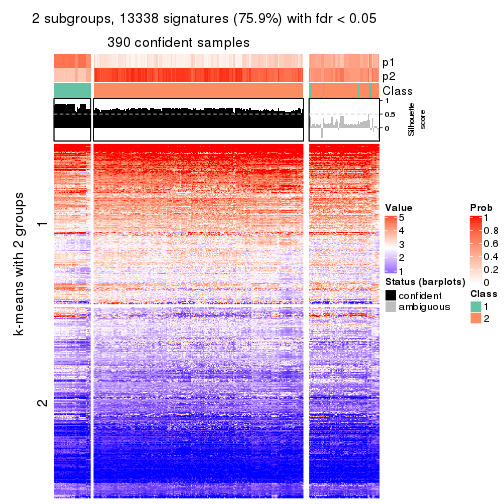 2 subgroups, 13338 signatures (75.9%) with fdr < 0.05
390 confident samples
p1
p2
Class
1
0.5
0
Silhouette
score
k-means with 2 groups
1
2
Value
5
4
3
2
1
Status (barplots)
confident
ambiguous
Prob
1
0.8
0.6
0.4
0.2
0
Class
1
2